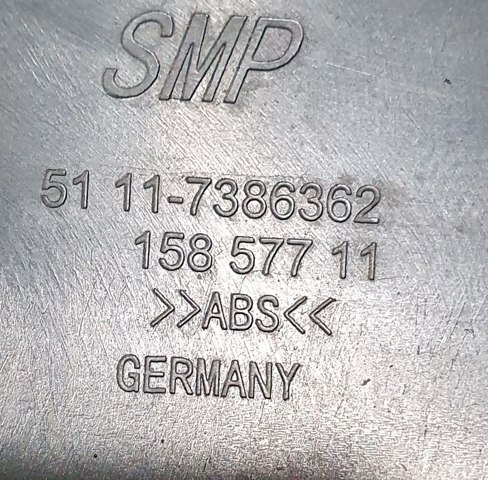 SMP
51 11-7386362
158 577 11
>>ABS<<
GERMANY